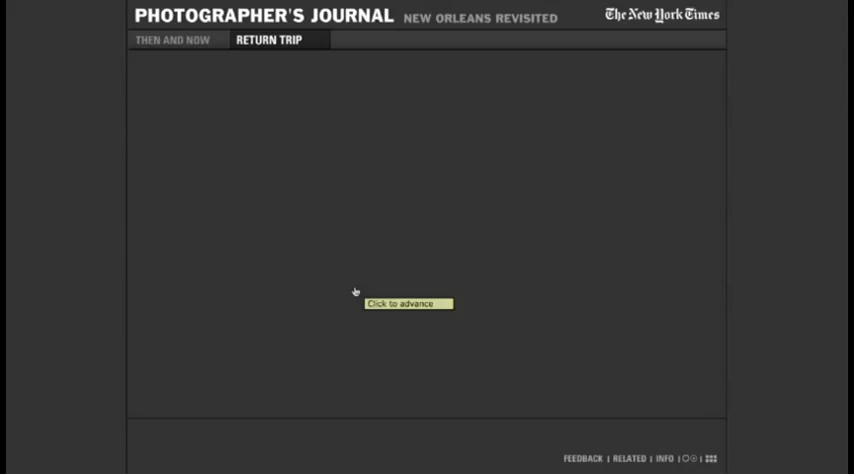 PHOTOGRAPHER'S JOURNAL NEW ORLEANS REVISITED The New York Times
THEN AND NOW RETURN TRIP
Click to advance
FEEDBACK | RELATED | INFO |